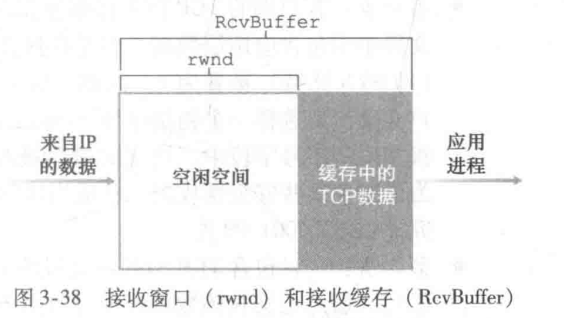 RcvBuffer
rwnd
来自IP
的数据
空闲空间
缓存中的
TCP数据
应用
进程
图3-38 接收窗口（rwnd）和接收缓存（RcvBuffer）